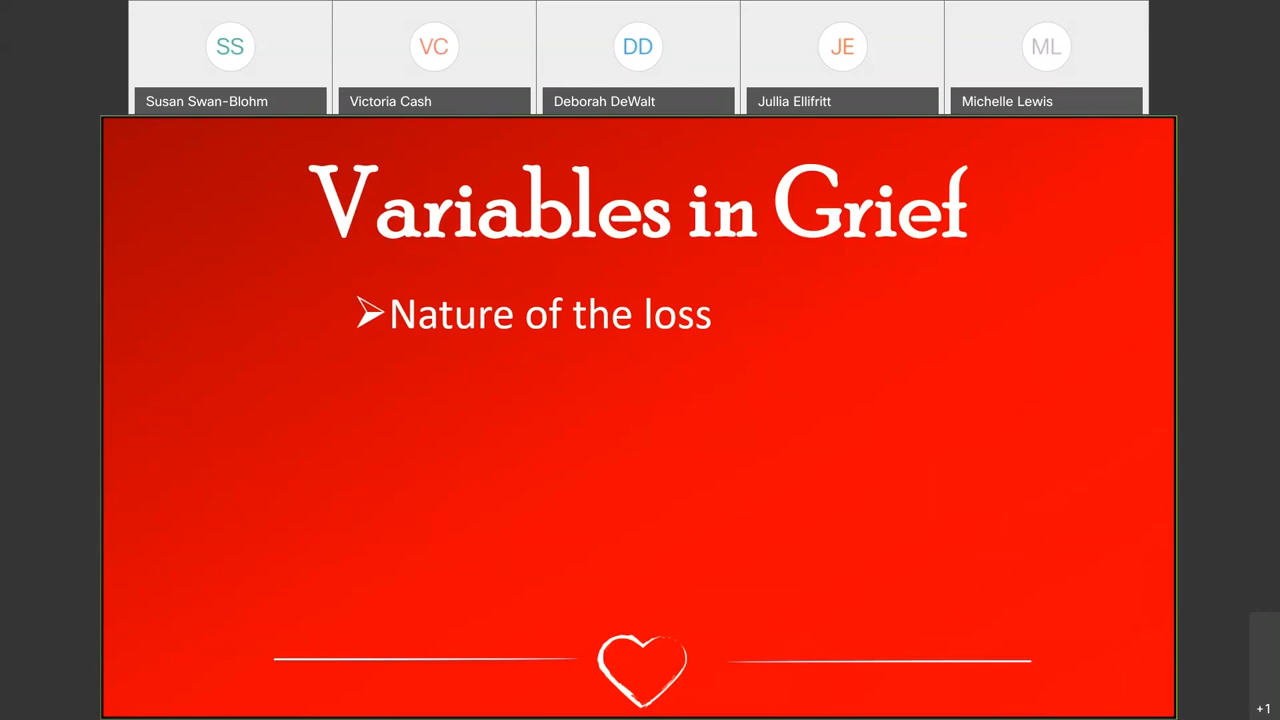 SS
VC
DD
JE
ML
Susan Swan-Blohm
Victoria Cash
Deborah DeWalt
Jullia Ellifritt
Michelle Lewis
Variables in Grief
Nature of the loss
+1